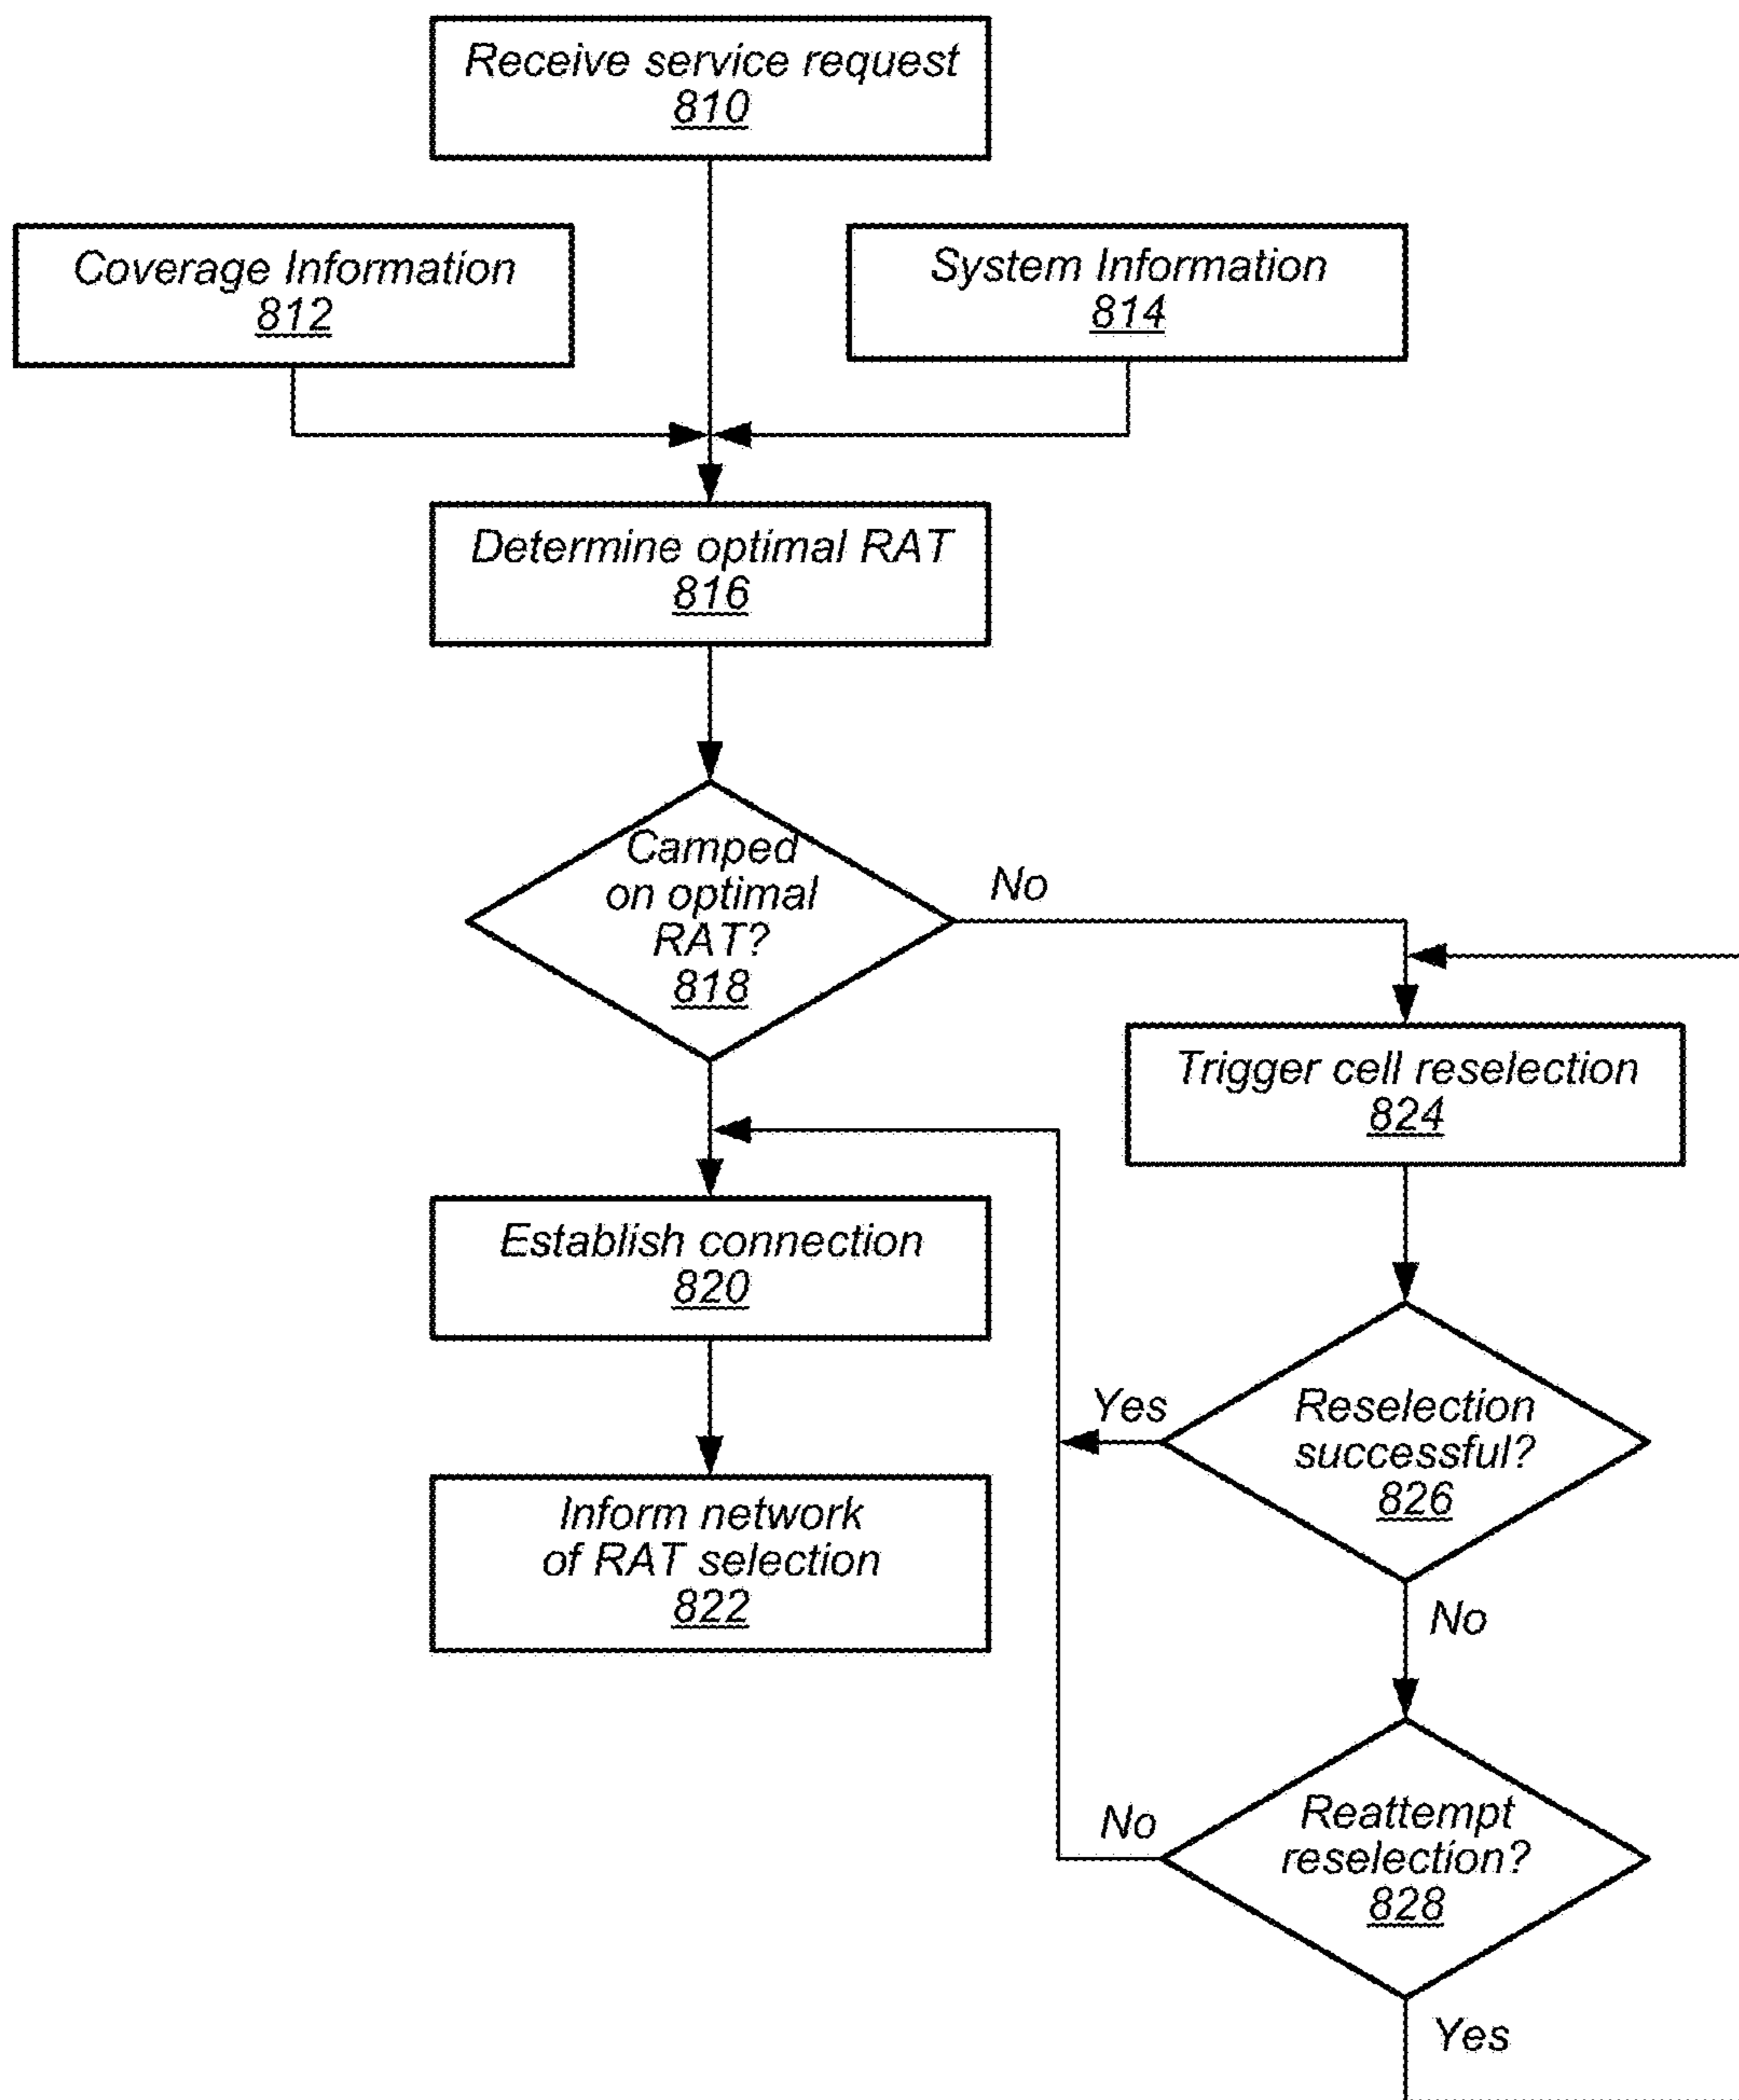 Receive service request
810
Coverage Information
812
System Information
814
Determine optimal RAT
816
Camped
on optimal
RAT?
818
No
Trigger cell reselection
824
Establish connection
820
Yes
Reselection
successful?
826
Inform network
of RAT selection
822
No
Reattempt
reselection?
828
No
Yes